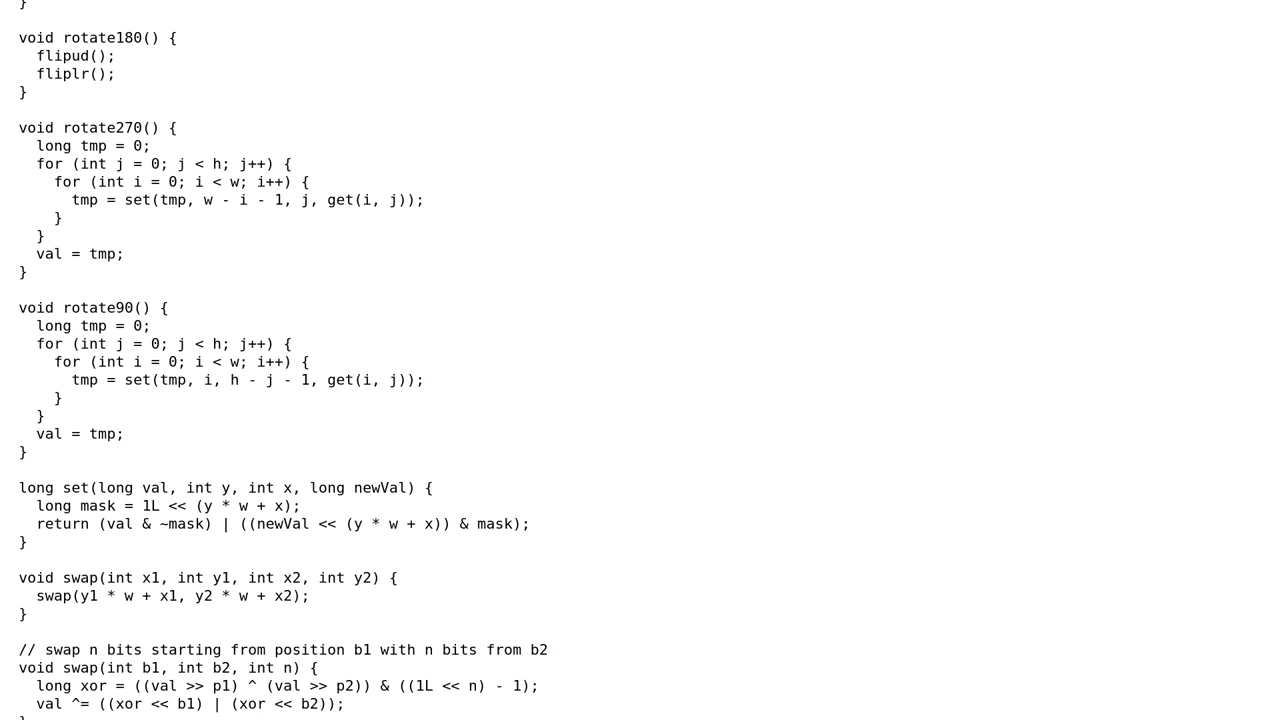 }
void rotate180() {
flipud();
fliplr();
}
void rotate270() {
long tmp = 0;
for (int j = 0; j < h; j++) {
for (int i = 0; i < w; i++) {
tmp = set(tmp, w - i - 1, j, get(i, j));
}
}
val = tmp;
}
void rotate90() {
long tmp = 0;
for (int j = 0; j < h; j++) {
for (int i = 0; i < w; i++) {
tmp = set(tmp, i, h - j - 1, get(i, j));
}
}
val = tmp;
}
long set(long val, int y, int x, long newVal) {
long mask = 1L << (y * w + x);
return (val & ~mask) | ((newVal << (y * w + x)) & mask);
}
void swap(int x1, int y1, int x2, int y2) {
swap(y1 * w + x1, y2 * w + x2);
}
// swap n bits starting from position b1 with n bits from b2
void swap(int b1, int b2, int n) {
long xor = ((val >> p1) ^ (val >> p2)) & ((1L << n) - 1);
val ^= ((xor << b1) | (xor << b2));
}